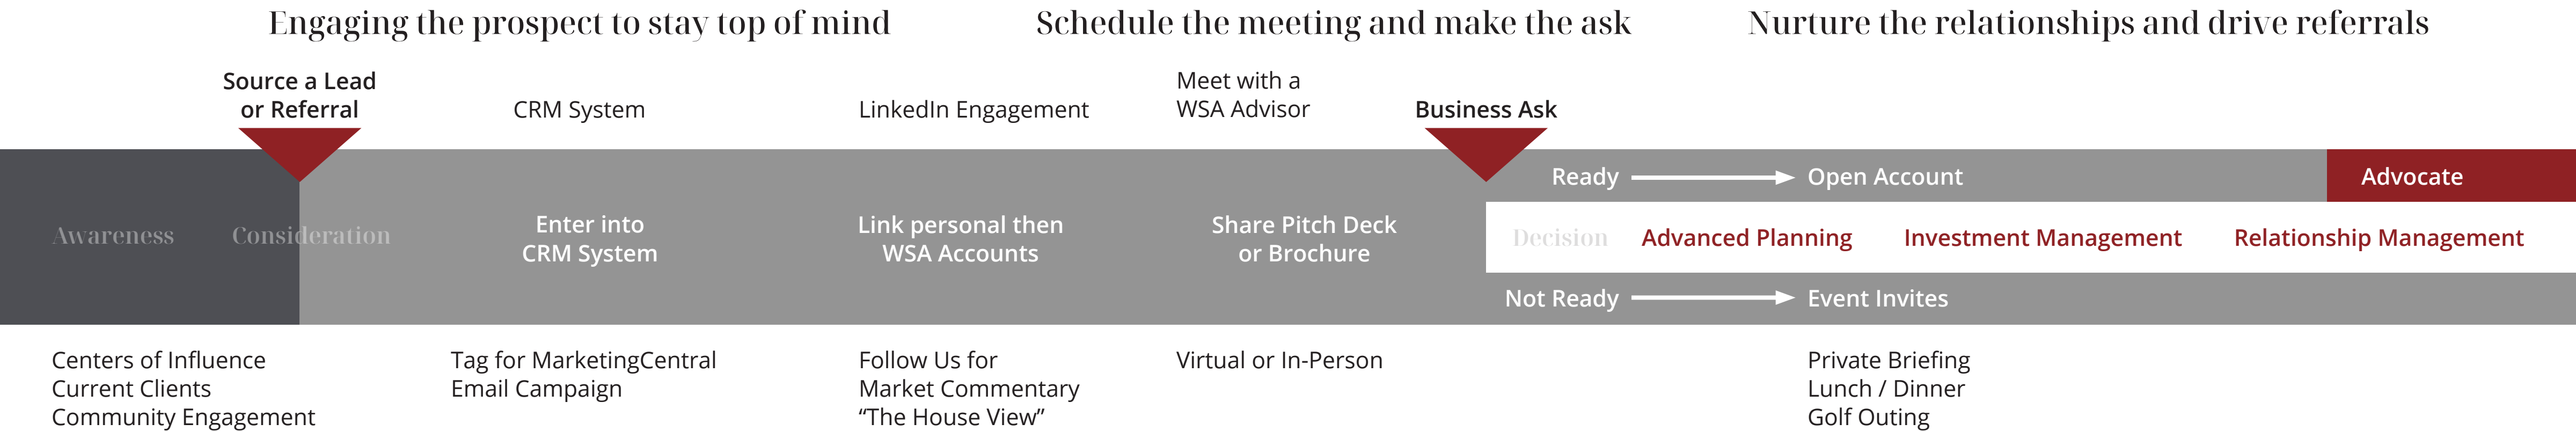 Engaging the prospect to stay top of mind
Schedule the meeting and make the ask
Nurture the relationships and drive referrals
Source a Lead
or Referral
CRM System
LinkedIn Engagement
Meet with a
WSA Advisor
Business Ask
Awareness
Consideration
Enter into
CRM System
Link personal then
WSA Accounts
Share Pitch Deck
or Brochure
Ready
Open Account
Advocate
Decision
Advanced Planning
Investment Management
Relationship Management
Not Ready
Event Invites
Centers of Influence
Current Clients
Community Engagement
Tag for MarketingCentral
Email Campaign
Follow Us for
Market Commentary
“The House View”
Virtual or In-Person
Private Briefing
Lunch / Dinner
Golf Outing